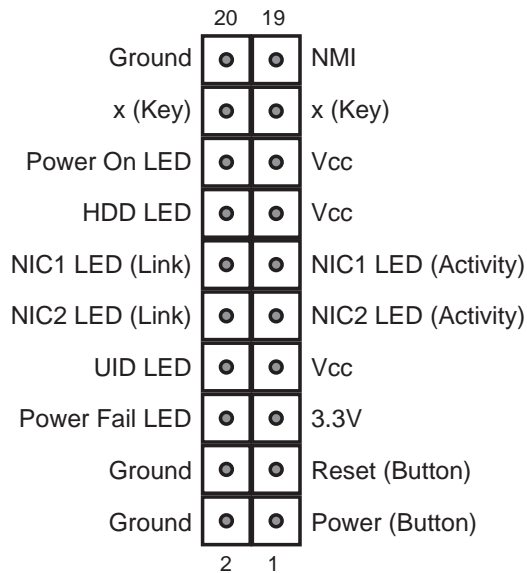 20 19
Ground NMI
x (Key) x (Key)
Power On LED Vcc
HDD LED Vcc
NIC1 LED (Link) NIC1 LED (Activity)
NIC2 LED (Link) NIC2 LED (Activity)
UID LED Vcc
Power Fail LED 3.3V
Ground Reset (Button)
Ground Power (Button)
2 1